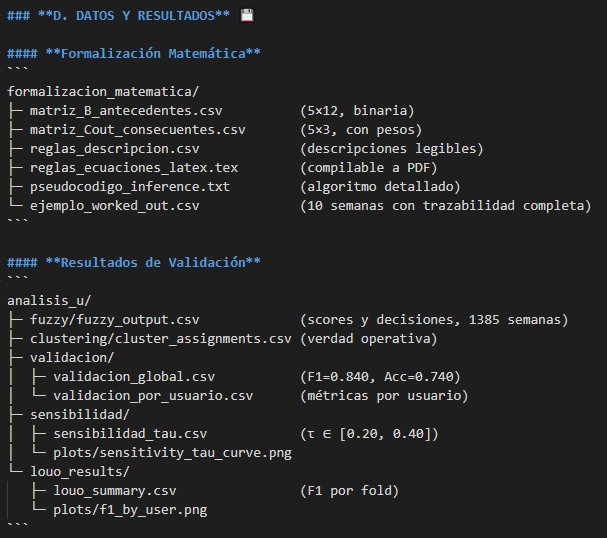 ### **D. DATOS Y RESULTADOS** 💾
#### **Formalización Matemática**
```
formalizacion_matematica/
├─ matriz_B_antecedentes.csv          (5×12, binaria)
├─ matriz_Cout_consecuentes.csv       (5×3, con pesos)
├─ reglas_descripcion.csv             (descripciones legibles)
├─ reglas_ecuaciones_latex.tex        (compilable a PDF)
├─ pseudocodigo_inference.txt         (algoritmo detallado)
└─ ejemplo_worked_out.csv             (10 semanas con trazabilidad completa)
```
#### **Resultados de Validación**
```
analisis_u/
├─ fuzzy/fuzzy_output.csv             (scores y decisiones, 1385 semanas)
├─ clustering/cluster_assignments.csv (verdad operativa)
├─ validacion/
│  ├─ validacion_global.csv           (F1=0.840, Acc=0.740)
│  └─ validacion_por_usuario.csv      (métricas por usuario)
├─ sensibilidad/
│  ├─ sensibilidad_tau.csv            (τ ∈ [0.20, 0.40])
│  └─ plots/sensitivity_tau_curve.png
└─ louo_results/
   ├─ louo_summary.csv                (F1 por fold)
   └─ plots/f1_by_user.png
```